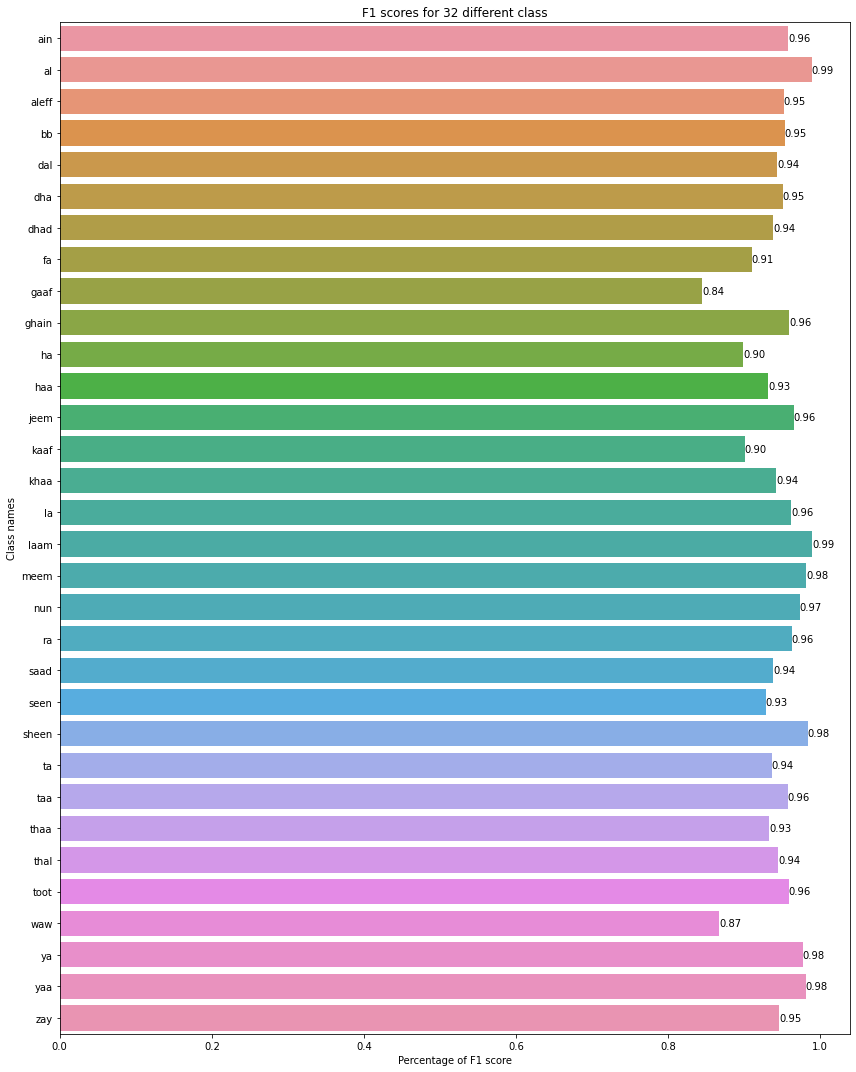 F1 scores for 32 different class
Class names
ain 0.96
al 0.99
aleff 0.95
bb 0.95
dal 0.94
dha 0.95
dhad 0.94
fa 0.91
gaaf 0.84
ghain 0.96
ha 0.90
haa 0.93
jeem 0.96
kaaf 0.90
khaa 0.94
la 0.96
laam 0.99
meem 0.98
nun 0.97
ra 0.96
saad 0.94
seen 0.93
sheen 0.98
ta 0.94
taa 0.96
thaa 0.93
thal 0.94
toot 0.96
waw 0.87
ya 0.98
yaa 0.98
zay 0.95
0.0 0.2 0.4 0.6 0.8 1.0
Percentage of F1 score